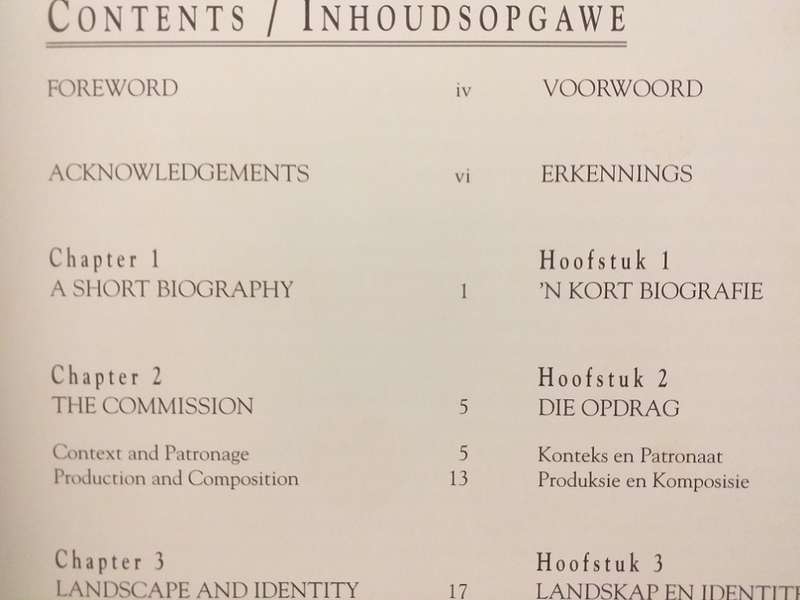 CONTENTS / INHOUDSOPGAWE
FOREWORD iv VOORWOORD
ACKNOWLEDGEMENTS vi ERKENNINGS
Chapter 1 Hoofstuk 1
A SHORT BIOGRAPHY 1 'N KORT BIOGRAFIE
Chapter 2 Hoofstuk 2
THE COMMISSION 5 DIE OPDRAG
Context and Patronage 5 Konteks en Patronaat
Production and Composition 13 Produksie en Komposisie
Chapter 3 Hoofstuk 3
LANDSCAPE AND IDENTITY 17 LANDSKAP EN